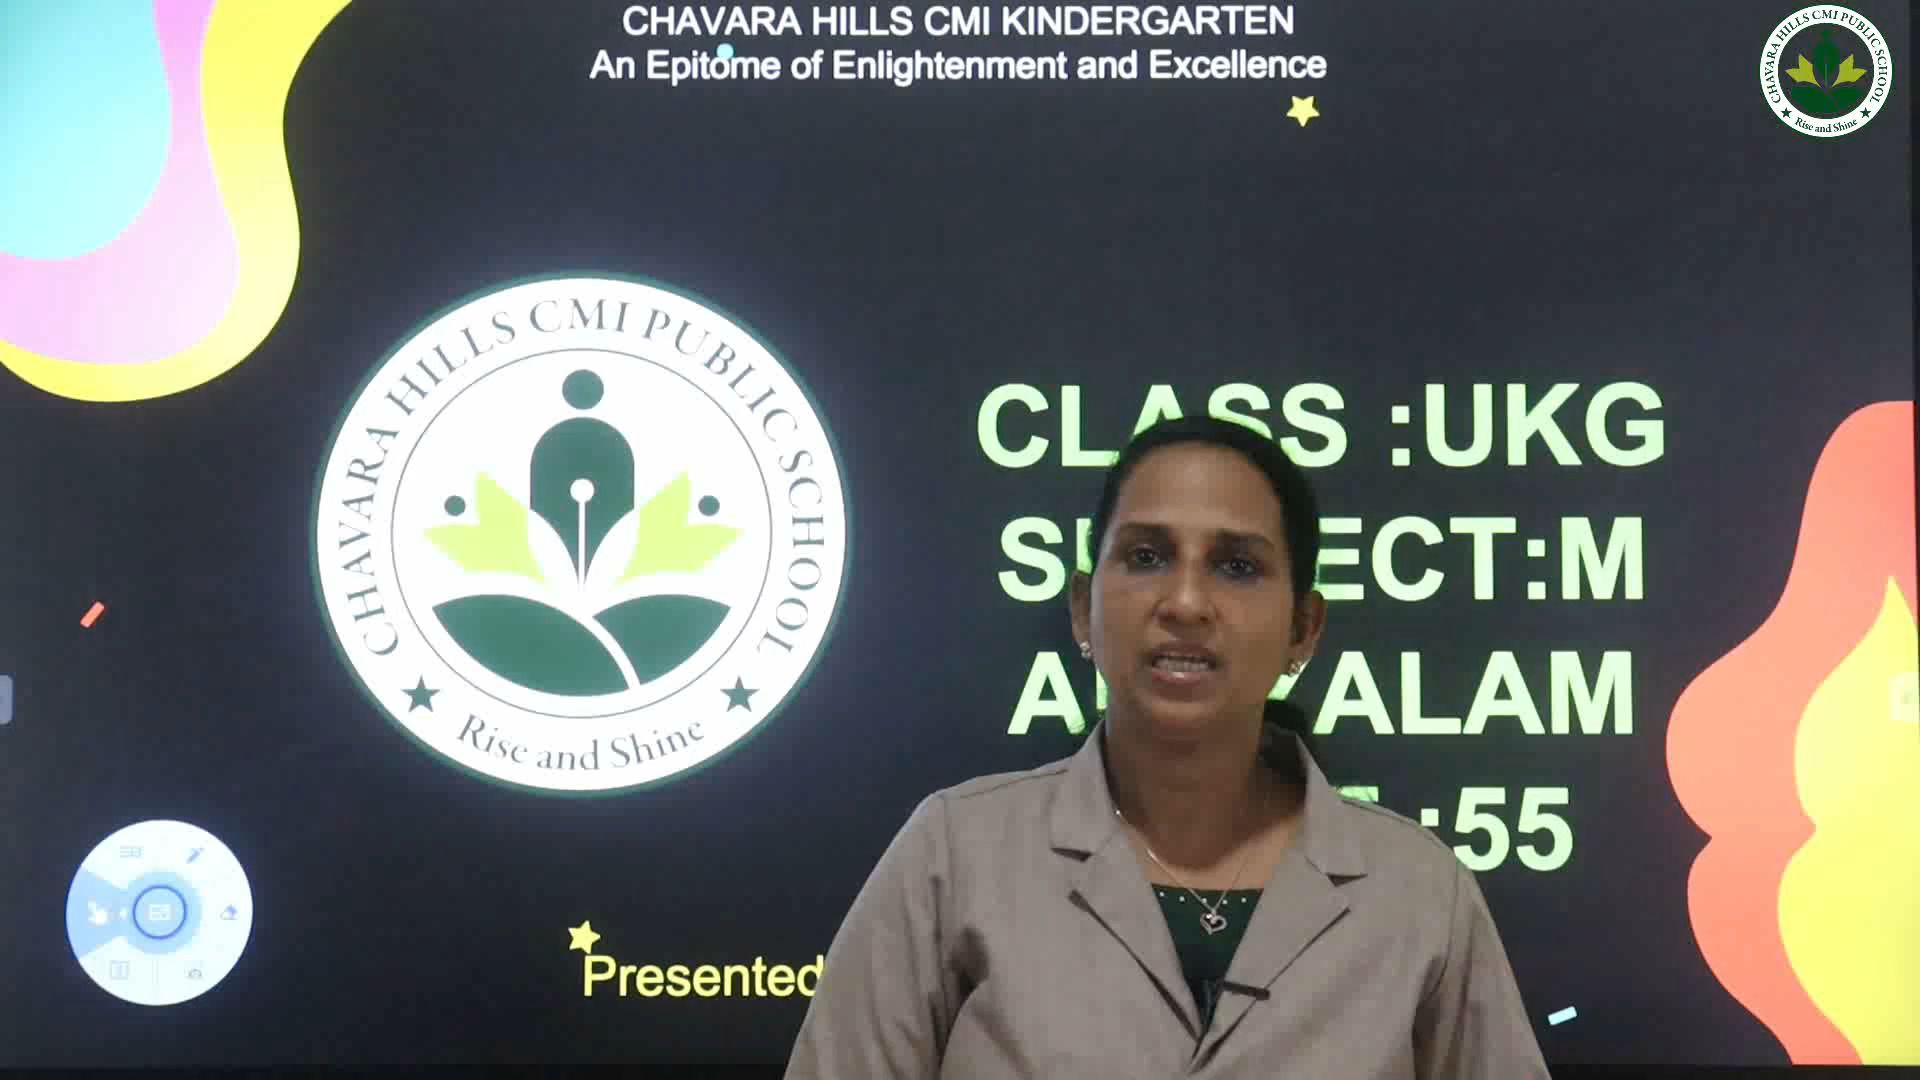 CHAVARA HILLS CMI KINDERGARTEN
An Epitome of Enlightenment and Excellence
CHAVARA HILLS CMI PUBLIC SCHOOL
Rise and Shine
CHAVARA HILLS CMI PUBLIC SCHOOL
Rise and Shine
CLASS :UKG
:M
ALAM
:55
Presented